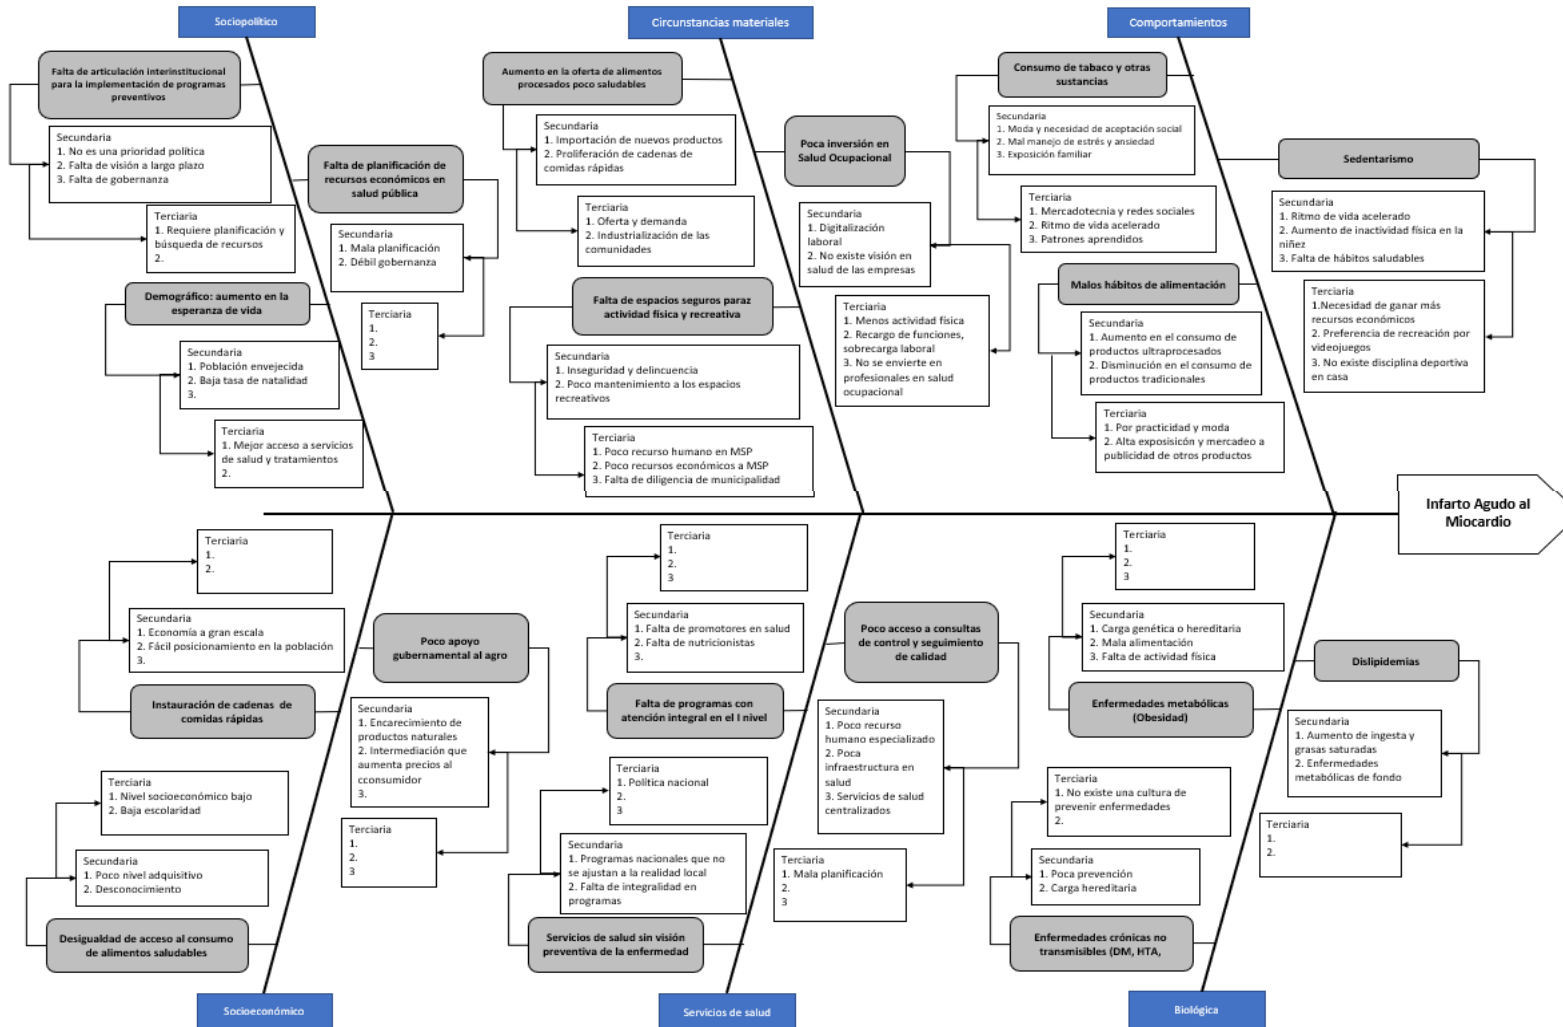 Sociopolítico
Falta de articulación interinstitucional
para la implementación de programas
preventivos
Secundaria
1. No es una prioridad política
2. Falta de visión a largo plazo
3. Falta de gobernanza
Terciaria
1. Requiere planificación y
búsqueda de recursos
2.
Falta de planificación de
recursos económicos en
salud pública
Secundaria
1. Mala planificación
2. Débil gobernanza
Terciaria
1.
2.
3
Demográfico: aumento en la
esperanza de vida
Secundaria
1. Población envejecida
2. Baja tasa de natalidad
3.
Terciaria
1. Mejor acceso a servicios
de salud y tratamientos
2.
Circunstancias materiales
Aumento en la oferta de alimentos
procesados poco saludables
Secundaria
1. Importación de nuevos productos
2. Proliferación de cadenas de
comidas rápidas
Terciaria
1. Oferta y demanda
2. Industrialización de las
comunidades
Poca inversión en
Salud Ocupacional
Secundaria
1. Digitalización
laboral
2. No existe visión en
salud de las empresas
Terciaria
1. Menos actividad física
2. Recargo de funciones,
sobrecarga laboral
3. No se envierte en
profesionales en salud
ocupacional
Falta de espacios seguros paraz
actividad física y recreativa
Secundaria
1. Inseguridad y delincuencia
2. Poco mantenimiento a los espacios
recreativos
Terciaria
1. Poco recurso humano en MSP
2. Poco recursos económicos a MSP
3. Falta de diligencia de municipalidad
Comportamientos
Consumo de tabaco y otras
sustancias
Secundaria
1. Moda y necesidad de aceptación social
2. Mal manejo de estrés y ansiedad
3. Exposición familiar
Terciaria
1. Mercadotecnia y redes sociales
2. Ritmo de vida acelerado
3. Patrones aprendidos
Sedentarismo
Secundaria
1. Ritmo de vida acelerado
2. Aumento de inactividad física en la
niñez
3. Falta de hábitos saludables
Terciaria
1.Necesidad de ganar más
recursos económicos
2. Preferencia de recreación por
videojuegos
3. No existe disciplina deportiva
en casa
Malos hábitos de alimentación
Secundaria
1. Aumento en el consumo de
productos ultraprocesados
2. Disminución en el consumo de
productos tradicionales
Terciaria
1. Por practicidad y moda
2. Alta exposisicón y mercadeo a
publicidad de otros productos
Infarto Agudo al
Miocardio
Terciaria
1.
2.
Secundaria
1. Economía a gran escala
2. Fácil posicionamiento en la población
3.
Instauración de cadenas de
comidas rápidas
Poco apoyo
gubernamental al agro
Secundaria
1. Encarecimiento de
productos naturales
2. Intermediación que
aumenta precios al
cconsumidor
3.
Terciaria
1.
2.
3
Terciaria
1. Nivel socioeconómico bajo
2. Baja escolaridad
Secundaria
1. Poco nivel adquisitivo
2. Desconocimiento
Desigualdad de acceso al consumo
de alimentos saludables
Socioeconómico
Terciaria
1.
2.
3
Secundaria
1. Falta de promotores en salud
2. Falta de nutricionistas
3.
Falta de programas con
atención integral en el I nivel
Poco acceso a consultas
de control y seguimiento
de calidad
Secundaria
1. Poco recurso
humano especializado
2. Poca
infraestructura en
salud
3. Servicios de salud
centralizados
Terciaria
1. Mala planificación
2.
3
Terciaria
1. Política nacional
2.
3
Secundaria
1. Programas nacionales que no
se ajustan a la realidad local
2. Falta de integralidad en
programas
Servicios de salud sin visión
preventiva de la enfermedad
Servicios de salud
Terciaria
1.
2.
3
Secundaria
1. Carga genética o hereditaria
2. Mala alimentación
3. Falta de actividad física
Enfermedades metabólicas
(Obesidad)
Dislipidemias
Secundaria
1. Aumento de ingesta y
grasas saturadas
2. Enfermedades
metabólicas de fondo
Terciaria
1.
2.
Terciaria
1. No existe una cultura de
prevenir enfermedades
2.
Secundaria
1. Poca prevención
2. Carga hereditaria
Enfermedades crónicas no
transmisibles (DM, HTA,
Biológica